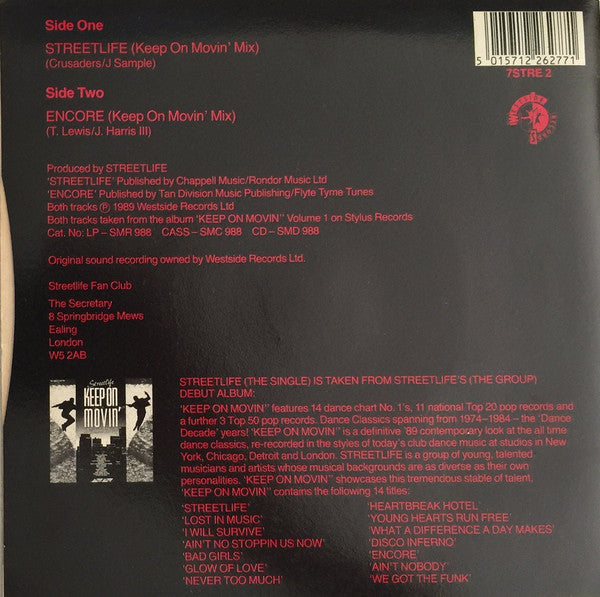 Side One
STREETLIFE (Keep On Movin' Mix)
(Crusaders/J Sample)
Side Two
ENCORE (Keep On Movin' Mix)
(T. Lewis/J. Harris III)
5 015712 262771
7STRE 2
WESTSIDE RECORDS
Produced by STREETLIFE
'STREETLIFE' Published by Chappell Music/Rondor Music Ltd
'ENCORE' Published by Tan Division Music Publishing/Flyte Tyme Tunes
Both tracks ℗ 1989 Westside Records Ltd
Both tracks taken from the album 'KEEP ON MOVIN'' Volume 1 on Stylus Records
Cat. No: LP – SMR 988 CASS – SMC 988 CD – SMD 988
Original sound recording owned by Westside Records Ltd.
Streetlife Fan Club
The Secretary
8 Springbridge Mews
Ealing
London
W5 2AB
Streetlife
KEEP ON
MOVIN'
STREETLIFE (THE SINGLE) IS TAKEN FROM STREETLIFE'S (THE GROUP)
DEBUT ALBUM:
'KEEP ON MOVIN'' features 14 dance chart No. 1's, 11 national Top 20 pop records and
a further 3 Top 50 pop records. Dance Classics spanning from 1974–1984 – the 'Dance
Decade' years! 'KEEP ON MOVIN'' is a definitive '89 contemporary look at the all time
dance classics, re-recorded in the styles of today's club dance music at studios in New
York, Chicago, Detroit and London. STREETLIFE is a group of young, talented
musicians and artists whose musical backgrounds are as diverse as their own
personalities. 'KEEP ON MOVIN'' showcases this tremendous stable of talent.
'KEEP ON MOVIN'' contains the following 14 titles:
'STREETLIFE'
'LOST IN MUSIC'
'I WILL SURVIVE'
'AIN'T NO STOPPIN US NOW'
'BAD GIRLS'
'GLOW OF LOVE'
'NEVER TOO MUCH'
'HEARTBREAK HOTEL'
'YOUNG HEARTS RUN FREE'
'WHAT A DIFFERENCE A DAY MAKES'
'DISCO INFERNO'
'ENCORE'
'AIN'T NOBODY'
'WE GOT THE FUNK'